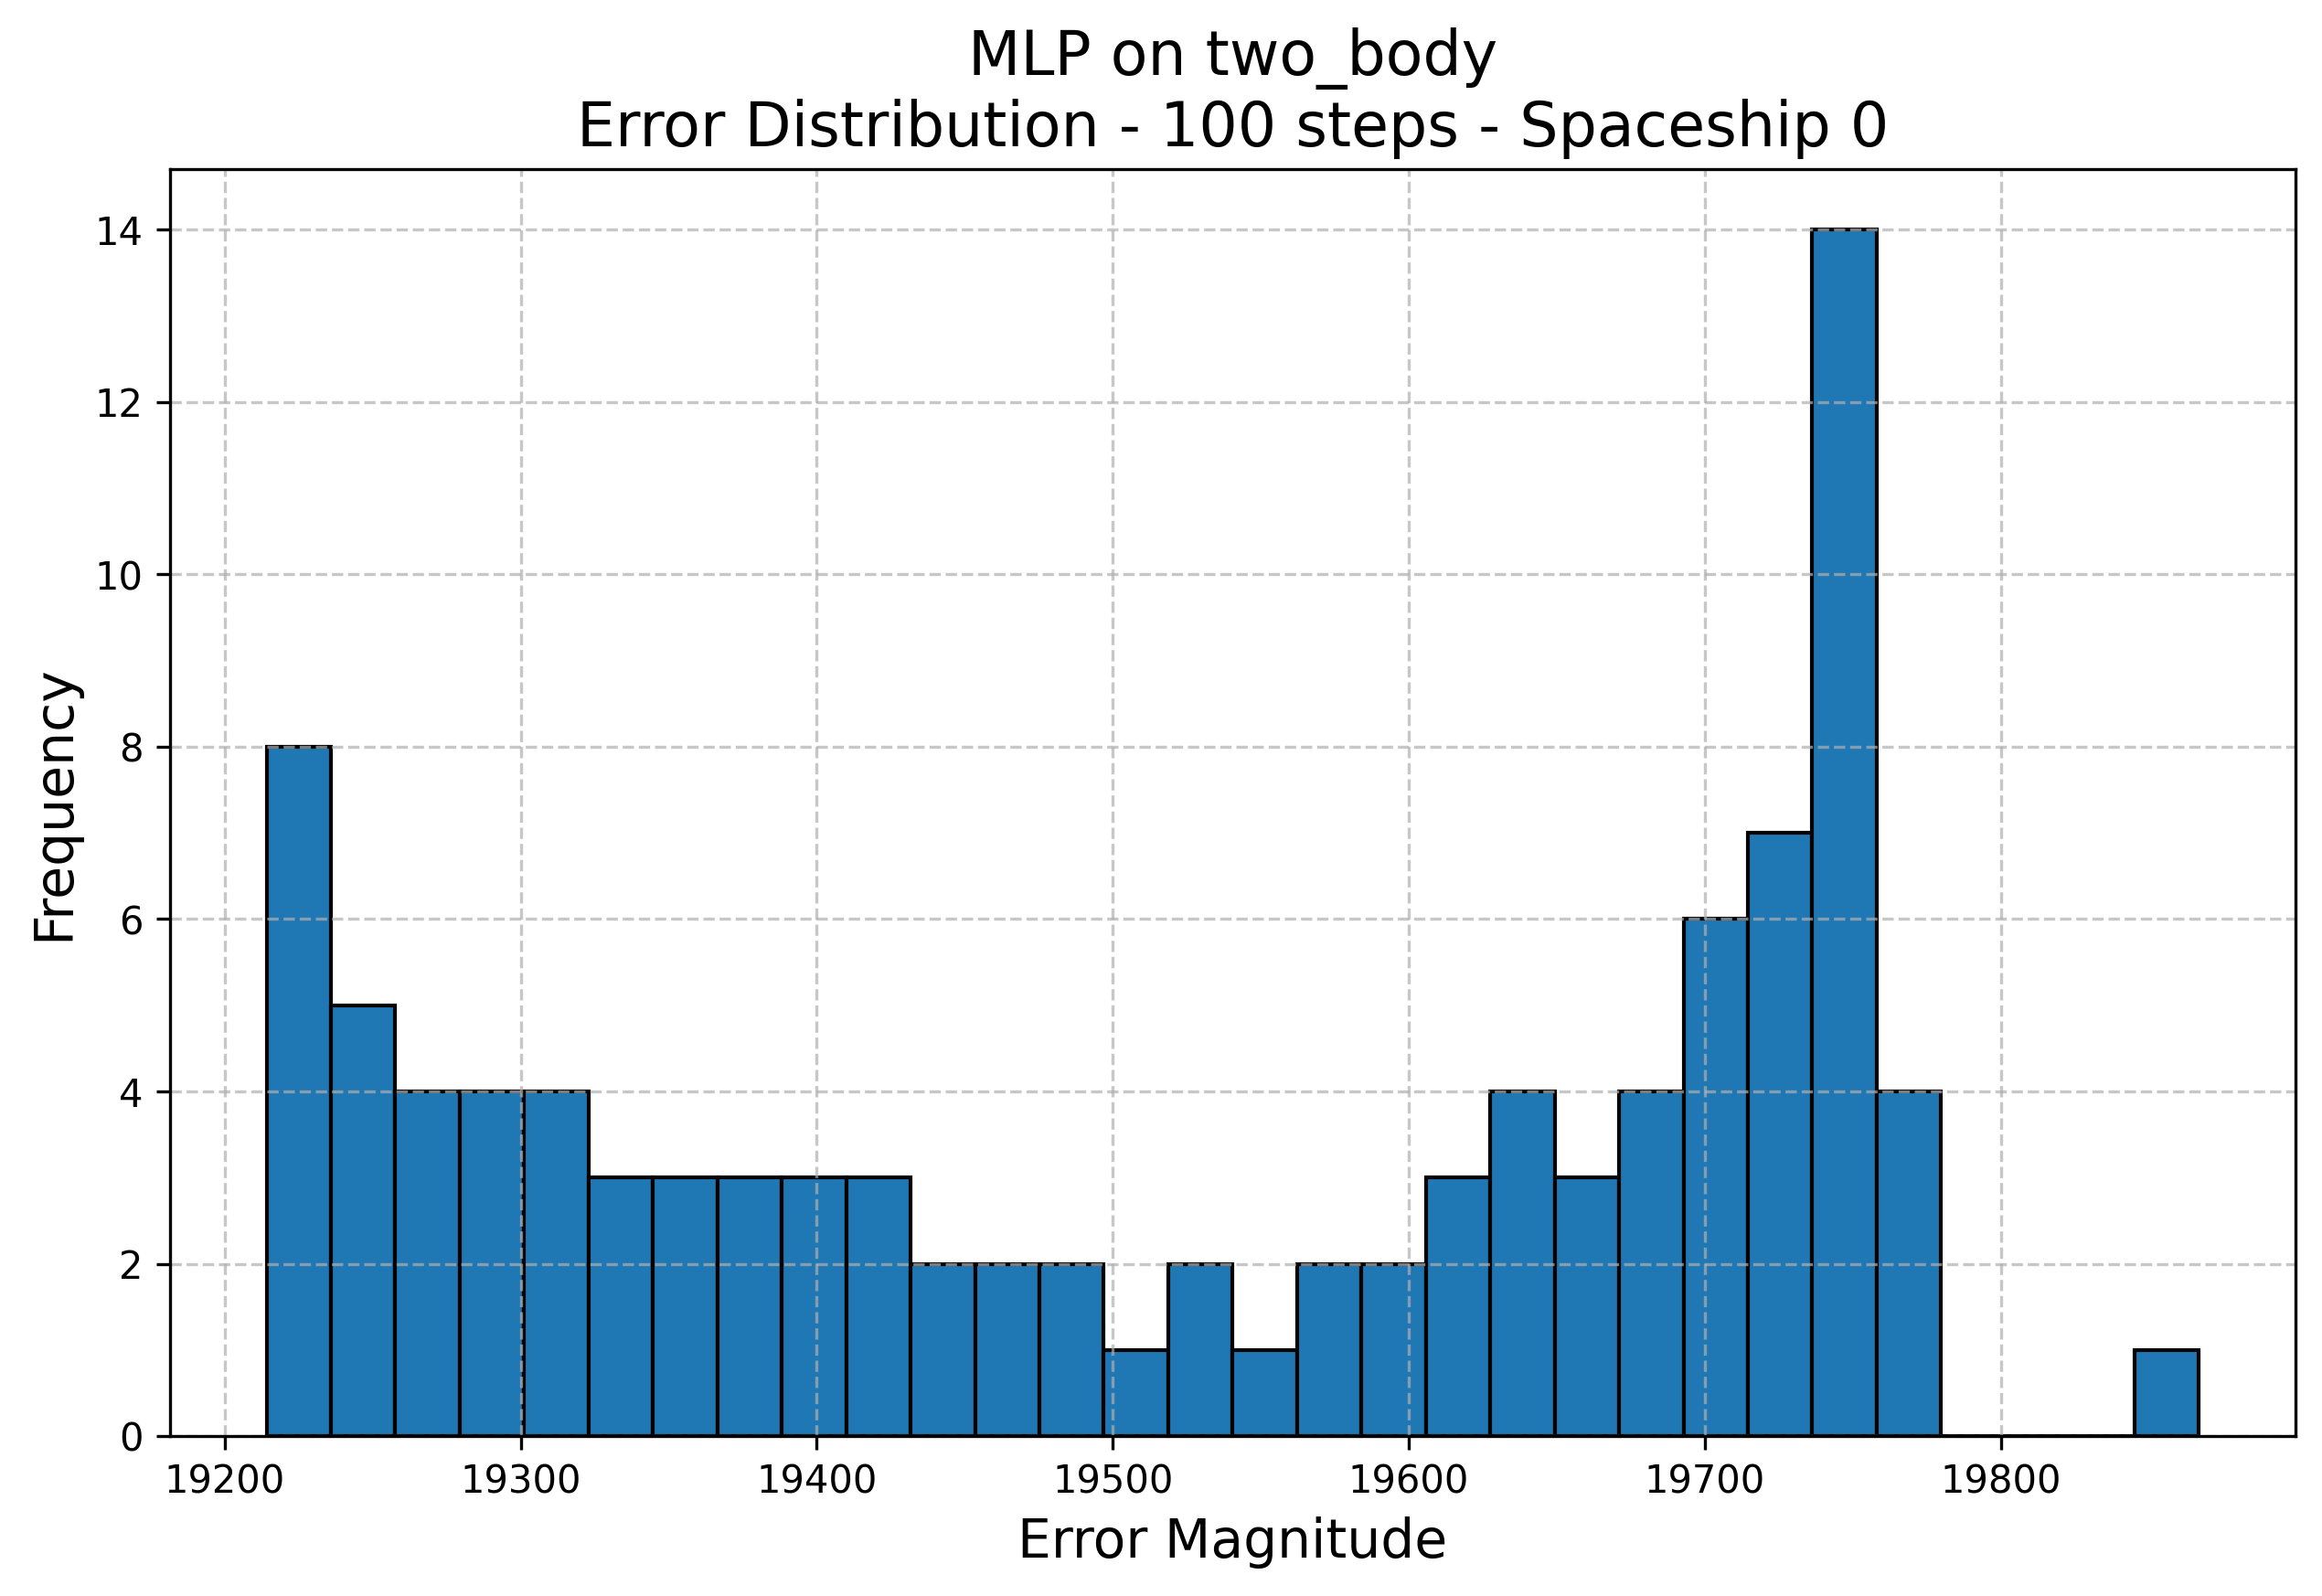 MLP on two_body
Error Distribution - 100 steps - Spaceship 0
14
12
10
8
6
4
2
0
Frequency
19200 19300 19400 19500 19600 19700 19800
Error Magnitude